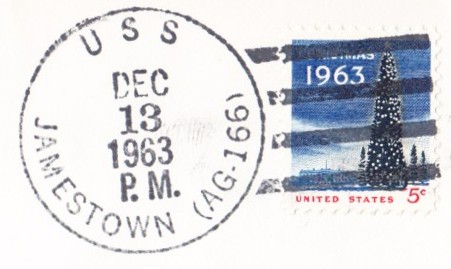 USS
DEC
13
1963
P.M.
JAMESTOWN (AG-166)
1963
UNITED STATES 5¢